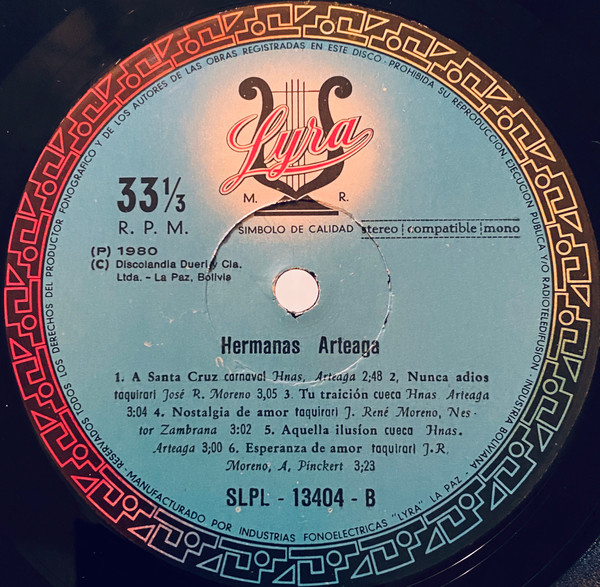 RESERVADOS TODOS LOS DERECHOS DEL PRODUCTOR FONOGRAFICO Y DE LOS AUTORES DE LAS OBRAS REGISTRADAS EN ESTE DISCO · PROHIBIDA SU REPRODUCCION, EJECUCION PUBLICA Y/O RADIOTELEDIFUSION · INDUSTRIA BOLIVIANA
Lyra
33 1/3
R. P. M.
M. R.
SIMBOLO DE CALIDAD
stereo compatible mono
(P) 1980
(C) Discolandia Dueri y Cia.
Ltda. - La Paz, Bolivia
Hermanas Arteaga
1. A Santa Cruz carnaval Hnas. Arteaga 2;48 2, Nunca adios
taquirari José R. Moreno 3,05 3. Tu traición cueca Hnas Arteaga
3:04 4. Nostalgia de amor taquirari J. René Moreno, Nes-
tor Zambrana 3:02 5. Aquella ilusíon cueca Hnas.
Arteaga 3;00 6. Esperanza de amor taquirari J.R.
Moreno, A, Pinckert 3;23
SLPL - 13404 - B
-MANUFACTURADO POR INDUSTRIAS FONOELECTRICAS "LYRA" LA PAZ -